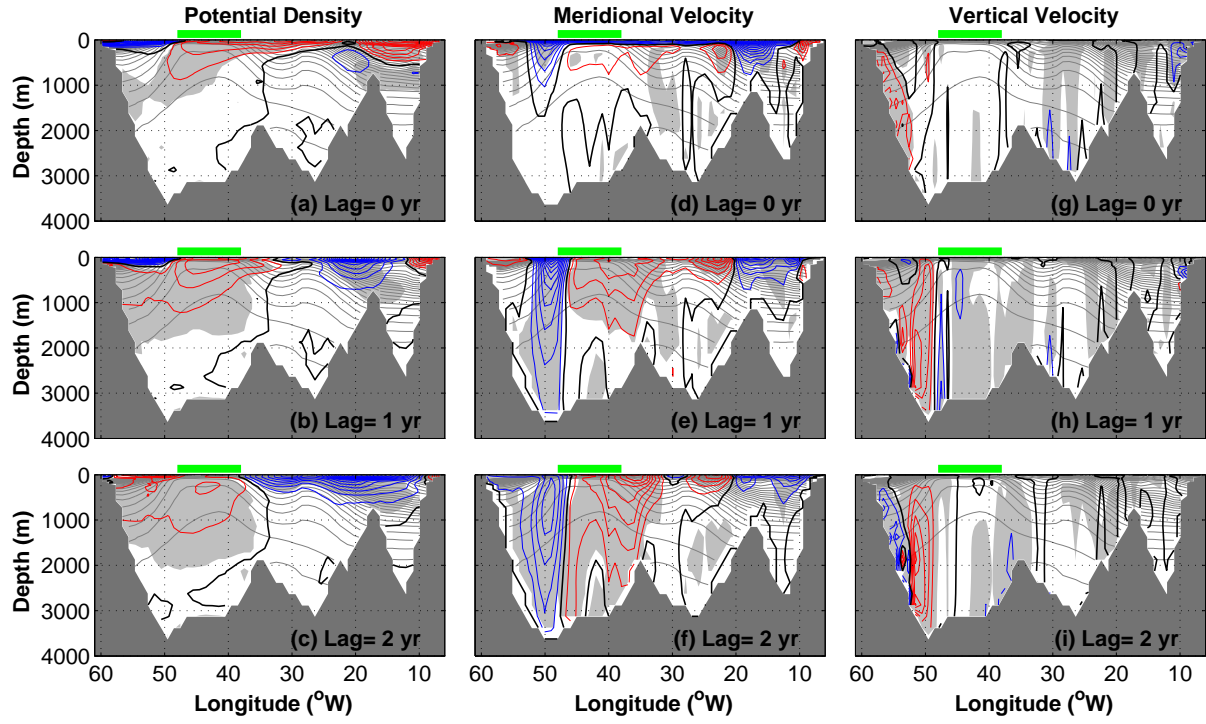 Potential Density Meridional Velocity Vertical Velocity
0
1000
2000
3000
4000
Depth (m)
(a) Lag= 0 yr
(d) Lag= 0 yr
(g) Lag= 0 yr
0
1000
2000
3000
4000
Depth (m)
(b) Lag= 1 yr
(e) Lag= 1 yr
(h) Lag= 1 yr
0
1000
2000
3000
4000
Depth (m)
(c) Lag= 2 yr
(f) Lag= 2 yr
(i) Lag= 2 yr
60 50 40 30 20 10 60 50 40 30 20 10 60 50 40 30 20 10
Longitude (°W) Longitude (°W) Longitude (°W)